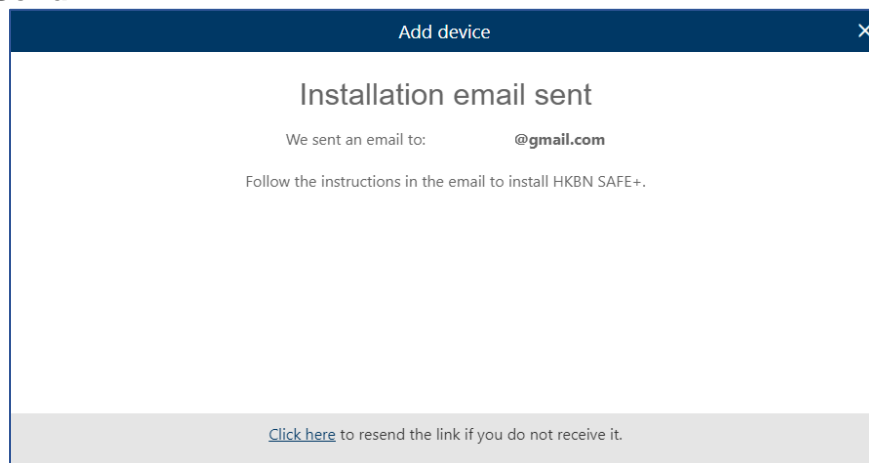 Add device
Installation email sent
We sent an email to: @gmail.com
Follow the instructions in the email to install HKBN SAFE+.
Click here to resend the link if you do not receive it.